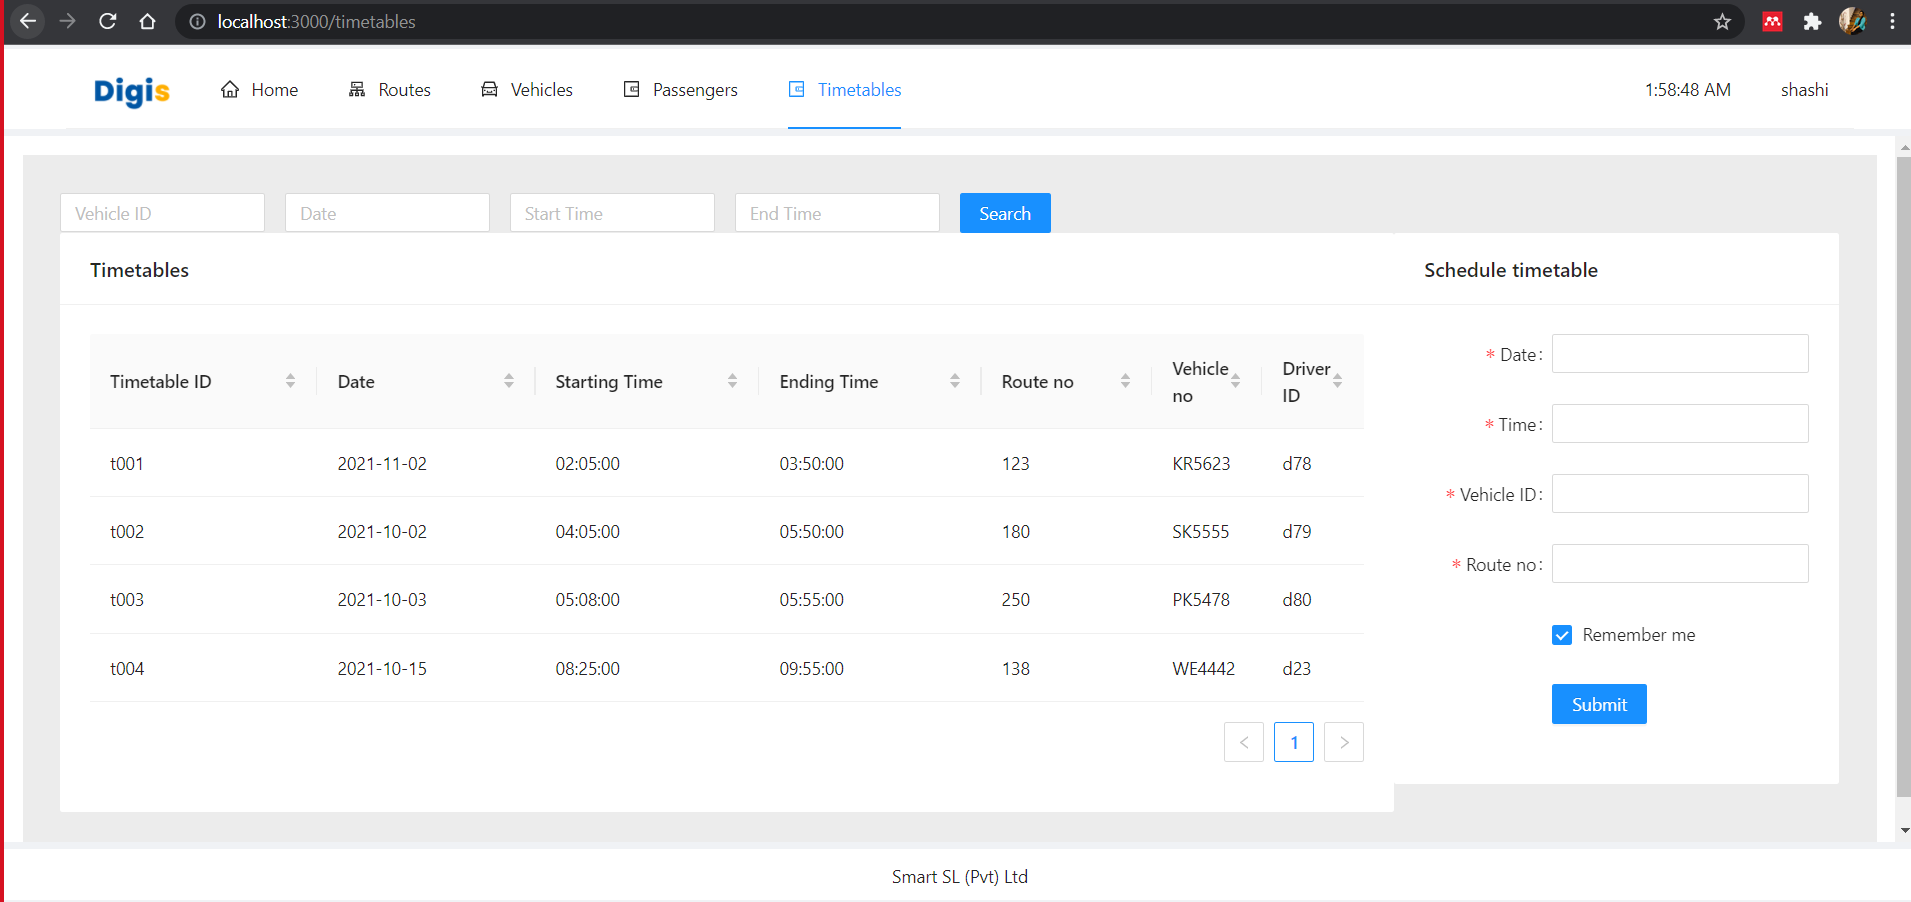 localhost:3000/timetables
Digis Home Routes Vehicles Passengers Timetables 1:58:48 AM shashi
Vehicle ID Date Start Time End Time Search
Timetables
Timetable ID Date Starting Time Ending Time Route no Vehicle no Driver ID
t001 2021-11-02 02:05:00 03:50:00 123 KR5623 d78
t002 2021-10-02 04:05:00 05:50:00 180 SK5555 d79
t003 2021-10-03 05:08:00 05:55:00 250 PK5478 d80
t004 2021-10-15 08:25:00 09:55:00 138 WE4442 d23
< 1 >
Schedule timetable
* Date:
* Time:
* Vehicle ID:
* Route no:
Remember me
Submit
Smart SL (Pvt) Ltd